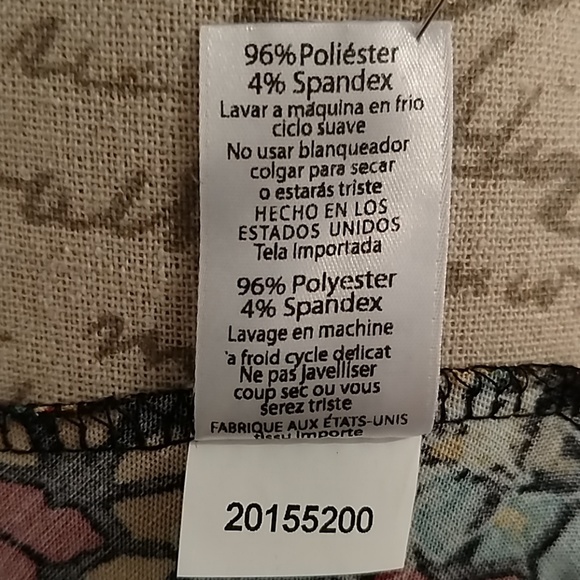 96% Poliéster
4% Spandex
Lavar a máquina en frio
ciclo suave
No usar blanqueador
colgar para secar
o estarás triste
HECHO EN LOS
ESTADOS UNIDOS
Tela Importada
96% Polyester
4% Spandex
Lavage en machine
'a froid cycle delicat
Ne pas Javelliser
coup sec ou vous
serez triste
FABRIQUE AUX ÉTATS-UNIS
tissu importe
20155200